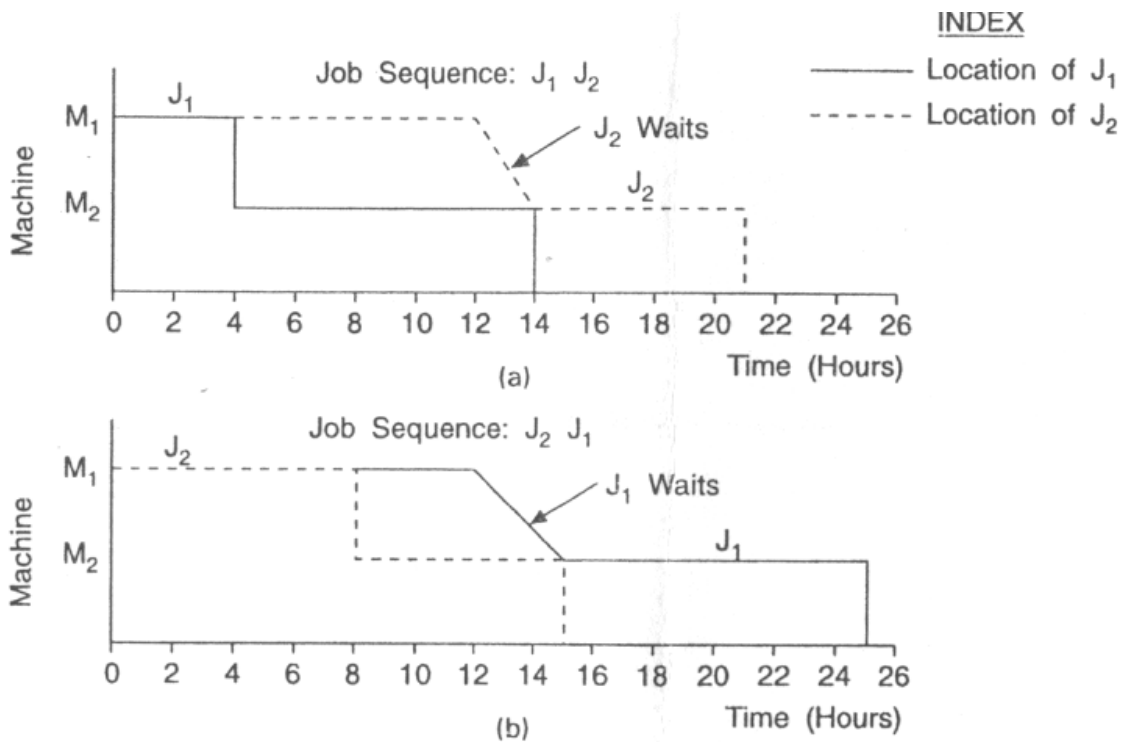 INDEX
Location of J₁
Location of J₂
Job Sequence: J₁ J₂
J₁
M₁
J₂ Waits
J₂
M₂
Machine
0 2 4 6 8 10 12 14 16 18 20 21 22 24 26
Time (Hours)
(a)
Job Sequence: J₂ J₁
J₂
M₁
J₁ Waits
J₁
M₂
Machine
0 2 4 6 8 10 12 14 16 18 20 22 24 26
Time (Hours)
(b)